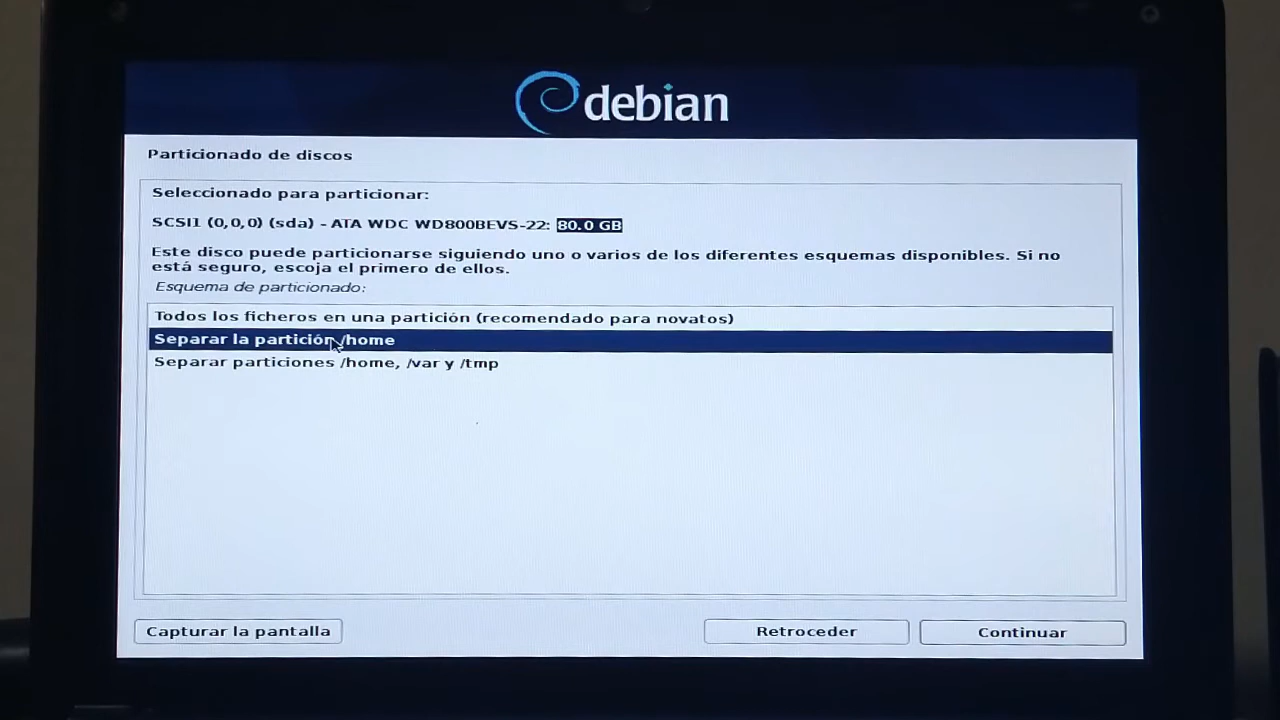 debian
Particionado de discos
Seleccionado para particionar:
SCSI1 (0,0,0) (sda) - ATA WDC WD800BEVS-22: 80.0 GB
Este disco puede particionarse siguiendo uno o varios de los diferentes esquemas disponibles. Si no
está seguro, escoja el primero de ellos.
Esquema de particionado:
Todos los ficheros en una partición (recomendado para novatos)
Separar la partición /home
Separar particiones /home, /var y /tmp
Capturar la pantalla
Retroceder
Continuar